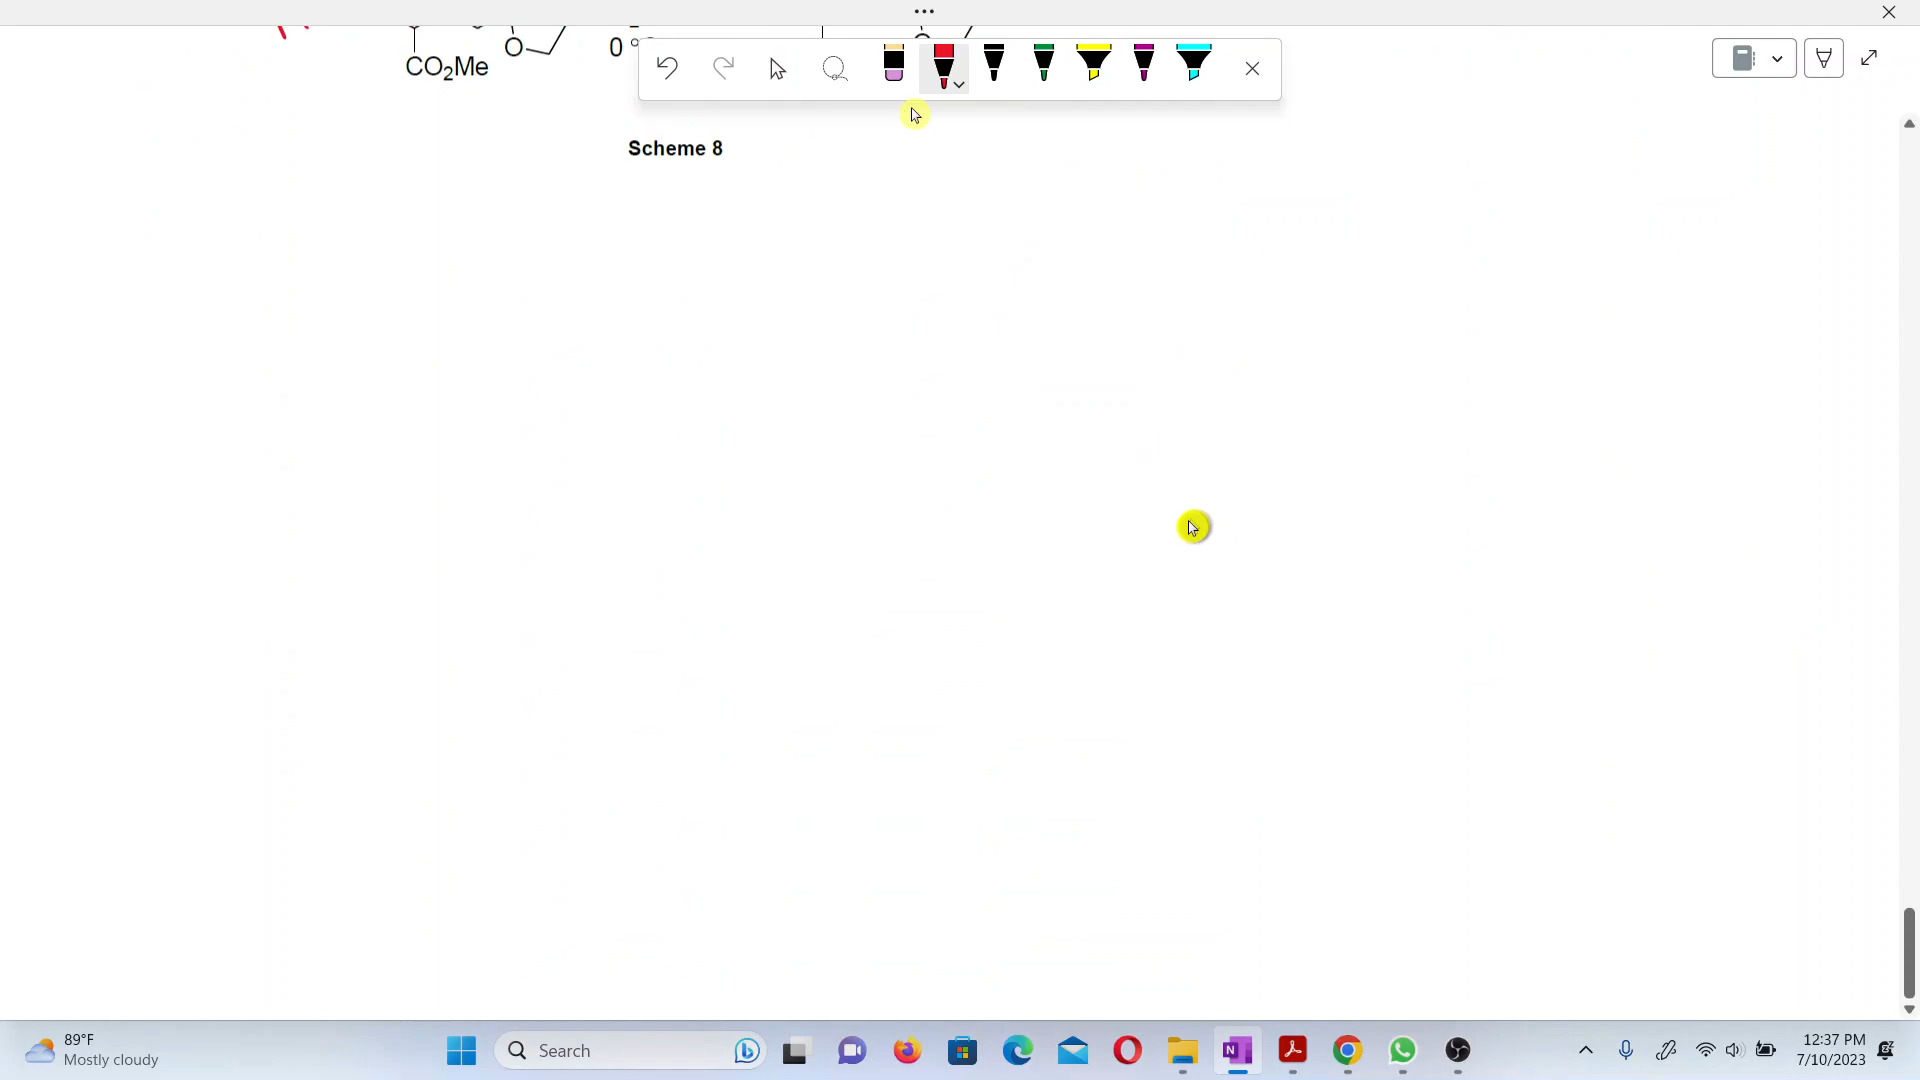 O
0 °
CO₂Me
Scheme 8
89°F
Mostly cloudy
Search
12:37 PM
7/10/2023